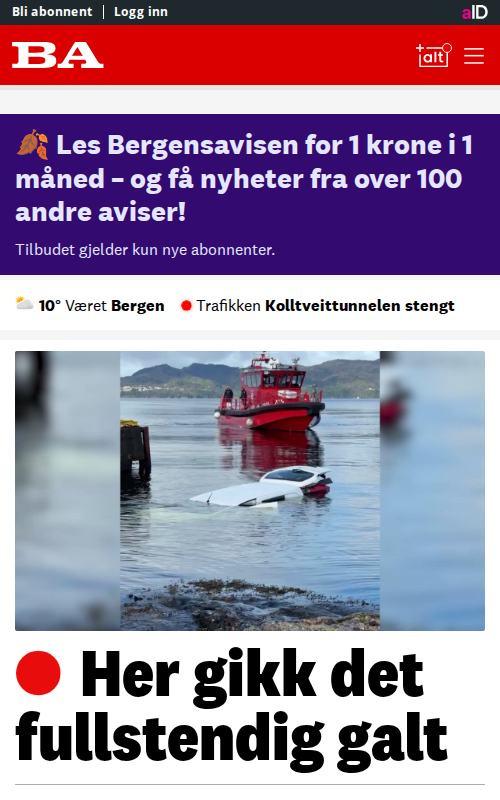 Bli abonnent | Logg inn
aID
BA
+alt
🍂 Les Bergensavisen for 1 krone i 1
måned – og få nyheter fra over 100
andre aviser!
Tilbudet gjelder kun nye abonnenter.
10° Været Bergen Trafikken Kolltveittunnelen stengt
Her gikk det
fullstendig galt